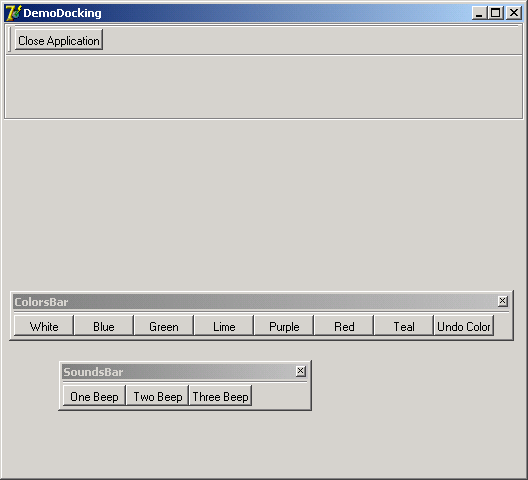 DemoDocking
Close Application
ColorsBar
White Blue Green Lime Purple Red Teal Undo Color
SoundsBar
One Beep Two Beep Three Beep